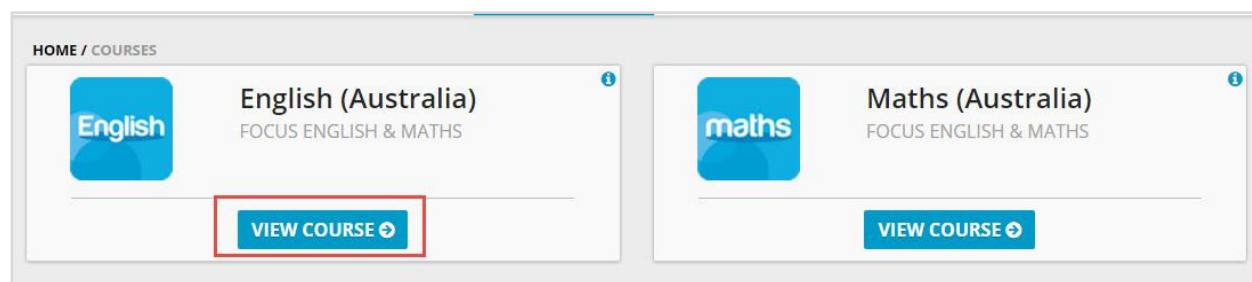 HOME / COURSES
English
English (Australia)
FOCUS ENGLISH & MATHS
VIEW COURSE
maths
Maths (Australia)
FOCUS ENGLISH & MATHS
VIEW COURSE